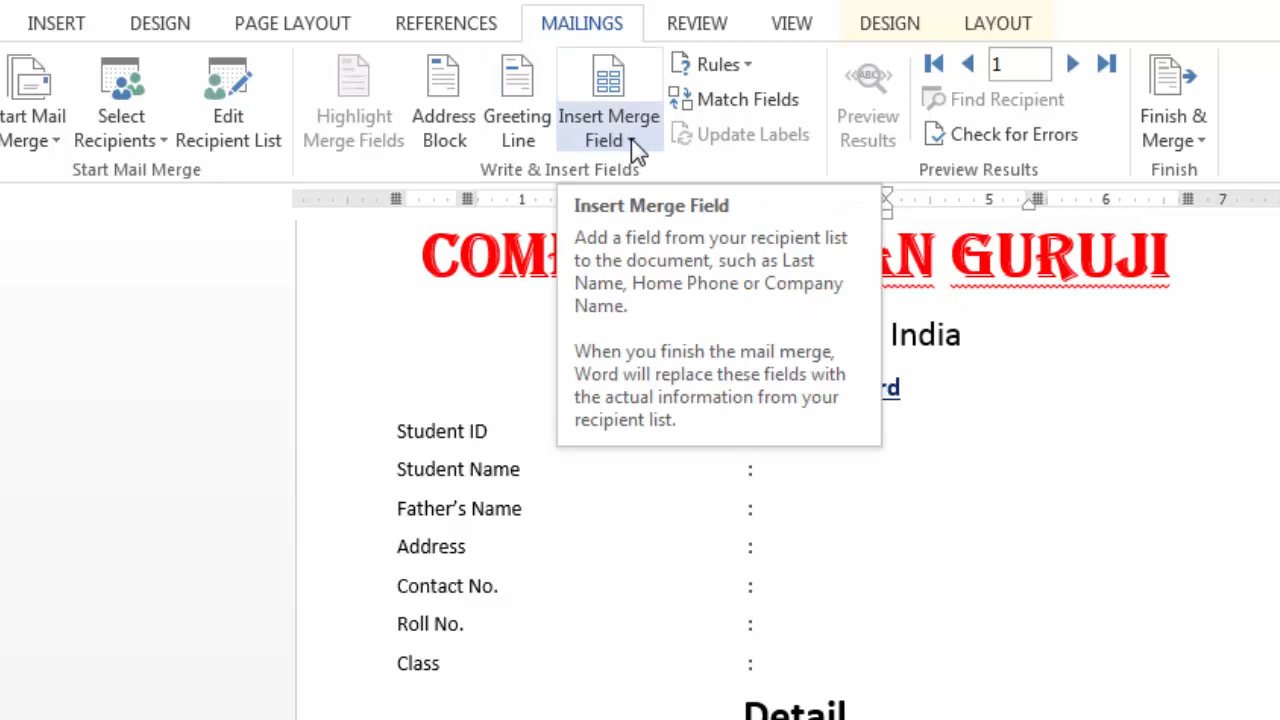 INSERT DESIGN PAGE LAYOUT REFERENCES MAILINGS REVIEW VIEW DESIGN LAYOUT
tart Mail Merge
Select Recipients
Edit Recipient List
Highlight Merge Fields
Address Block
Greeting Line
Insert Merge Field
Rules
Match Fields
Update Labels
Preview Results
1
Find Recipient
Check for Errors
Finish & Merge
Start Mail Merge
Write & Insert Fields
Preview Results
Finish
1 5 6 7
Insert Merge Field
Add a field from your recipient list
to the document, such as Last
Name, Home Phone or Company
Name.
When you finish the mail merge,
Word will replace these fields with
the actual information from your
recipient list.
GURUJI
India
Student ID
Student Name :
Father's Name :
Address :
Contact No. :
Roll No. :
Class :
Detail